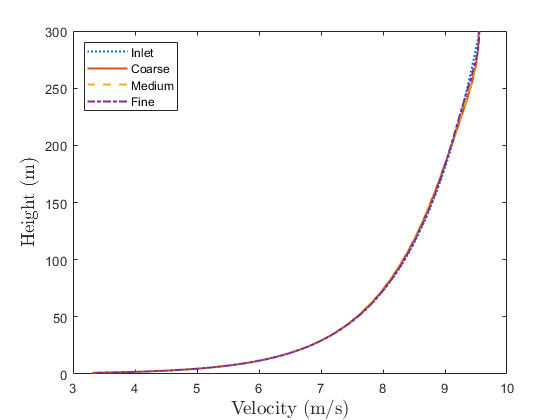 300
250
200
150
100
50
0
Height (m)
Inlet
Coarse
Medium
Fine
3 4 5 6 7 8 9 10
Velocity (m/s)